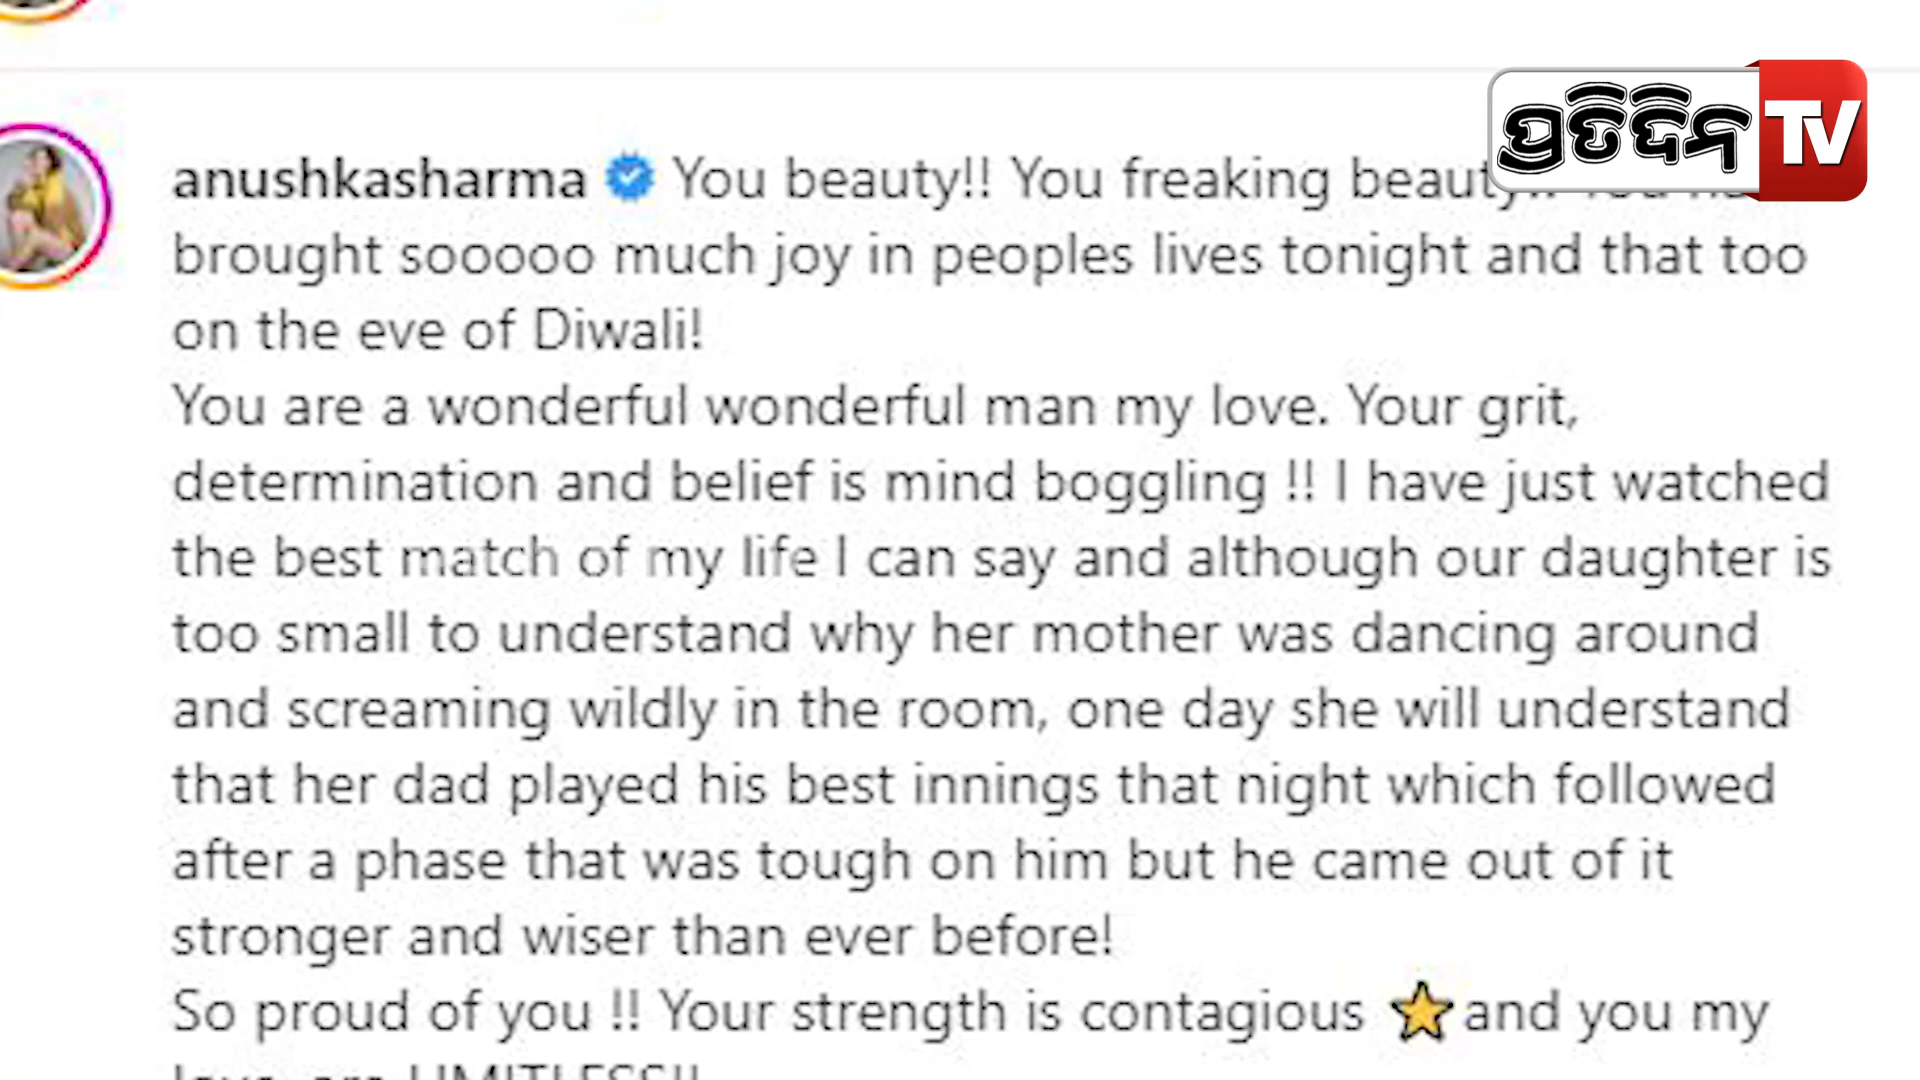 ପ୍ରତିଦିନ TV
anushkasharma You beauty!! You freaking beauty!! You
brought sooooo much joy in peoples lives tonight and that too
on the eve of Diwali!
You are a wonderful wonderful man my love. Your grit,
determination and belief is mind boggling !! I have just watched
the best match of my life I can say and although our daughter is
too small to understand why her mother was dancing around
and screaming wildly in the room, one day she will understand
that her dad played his best innings that night which followed
after a phase that was tough on him but he came out of it
stronger and wiser than ever before!
So proud of you !! Your strength is contagious ⭐and you my
love, are LIMITLESS!!